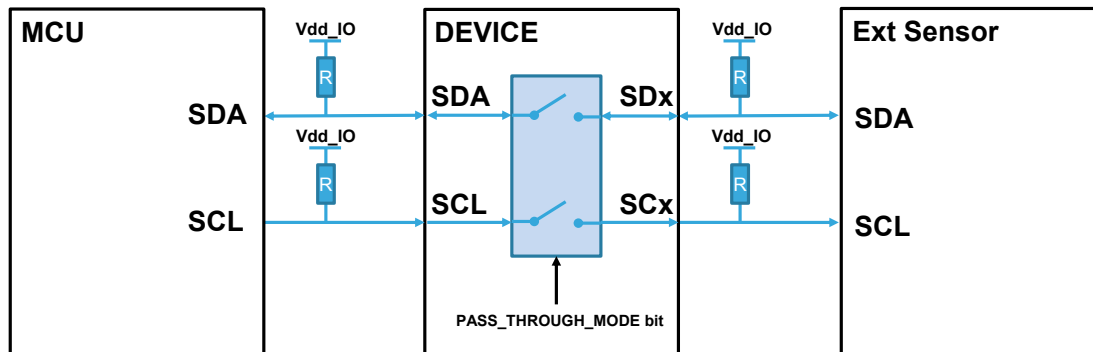 MCU
Vdd_IO
DEVICE
Vdd_IO
Ext Sensor
R
R
SDA
SDA
SDx
SDA
Vdd_IO
Vdd_IO
R
R
SCL
SCL
SCx
SCL
PASS_THROUGH_MODE bit